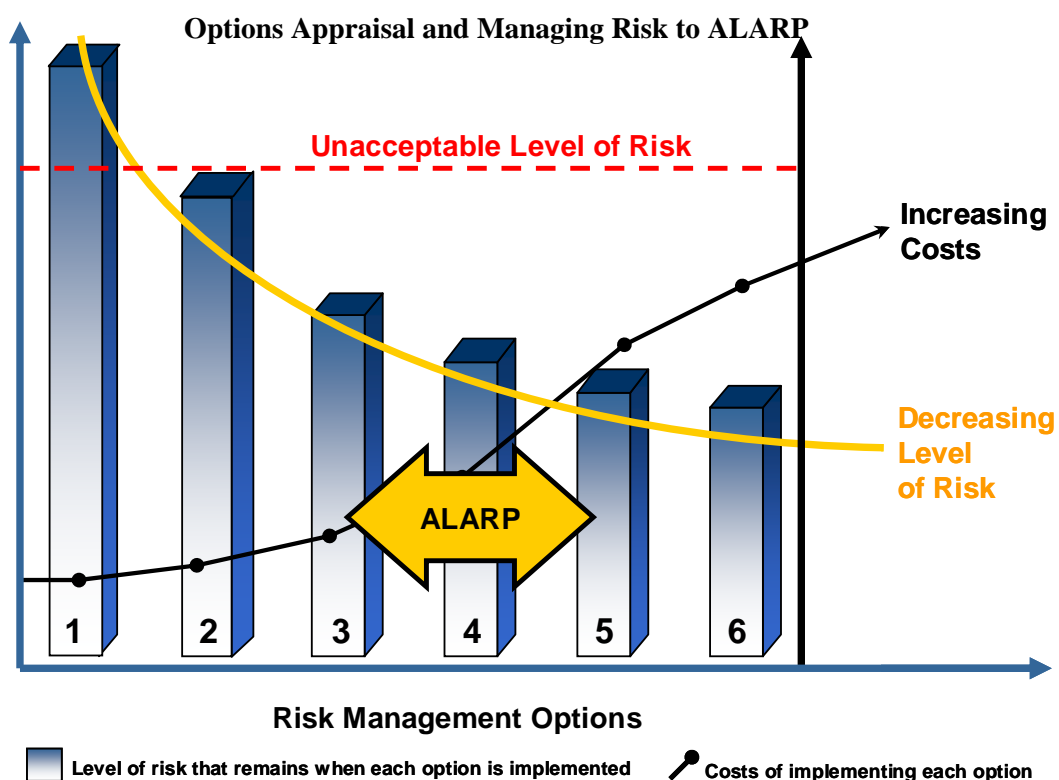 Options Appraisal and Managing Risk to ALARP
Unacceptable Level of Risk
Increasing
Costs
Decreasing
Level
of Risk
ALARP
1 2 3 4 5 6
Risk Management Options
Level of risk that remains when each option is implemented
Costs of implementing each option